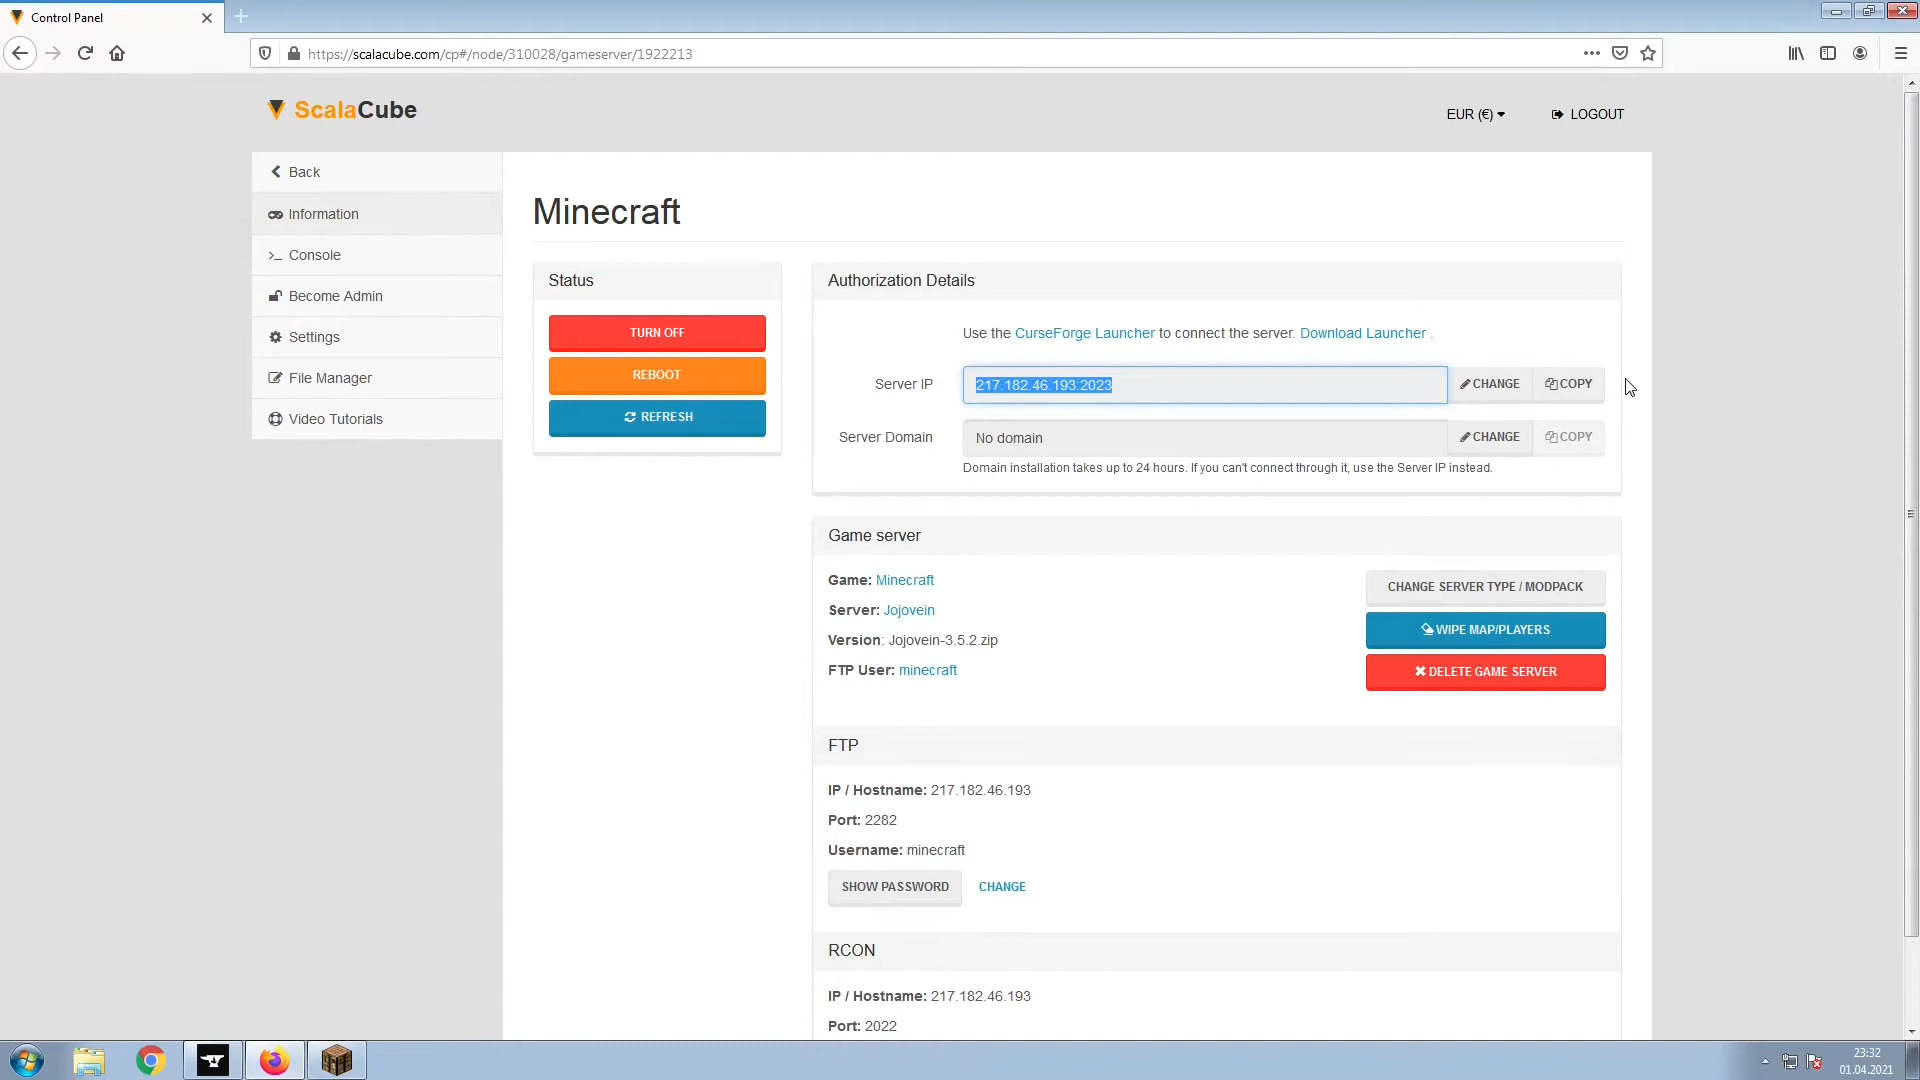 Control Panel
https://scalacube.com/cp#/node/310028/gameserver/1922213
ScalaCube
EUR (€)
LOGOUT
Back
Information
Console
Become Admin
Settings
File Manager
Video Tutorials
Minecraft
Status
TURN OFF
REBOOT
REFRESH
Authorization Details
Use the CurseForge Launcher to connect the server. Download Launcher .
Server IP
217.182.46.193:2023
CHANGE
COPY
Server Domain
No domain
CHANGE
COPY
Domain installation takes up to 24 hours. If you can't connect through it, use the Server IP instead.
Game server
Game: Minecraft
Server: Jojovein
Version: Jojovein-3.5.2.zip
FTP User: minecraft
CHANGE SERVER TYPE / MODPACK
WIPE MAP/PLAYERS
DELETE GAME SERVER
FTP
IP / Hostname: 217.182.46.193
Port: 2282
Username: minecraft
SHOW PASSWORD
CHANGE
RCON
IP / Hostname: 217.182.46.193
Port: 2022
23:32
01.04.2021